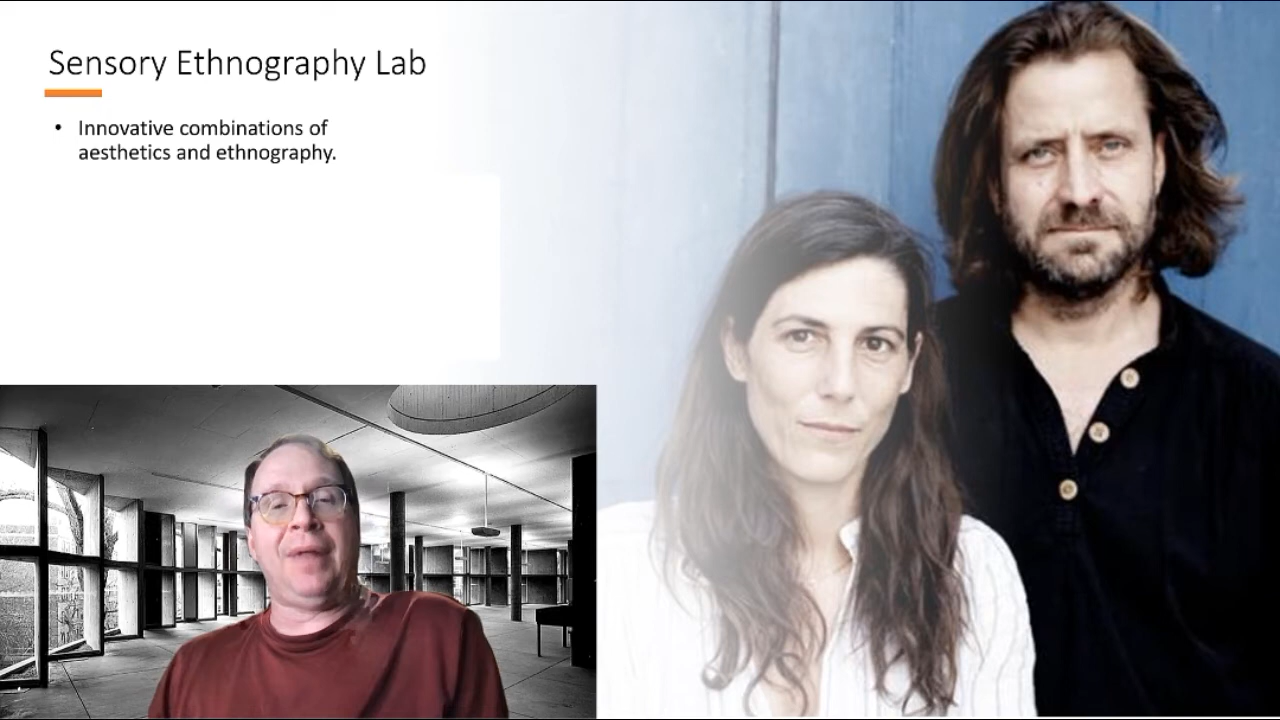 Sensory Ethnography Lab
• Innovative combinations of
aesthetics and ethnography.